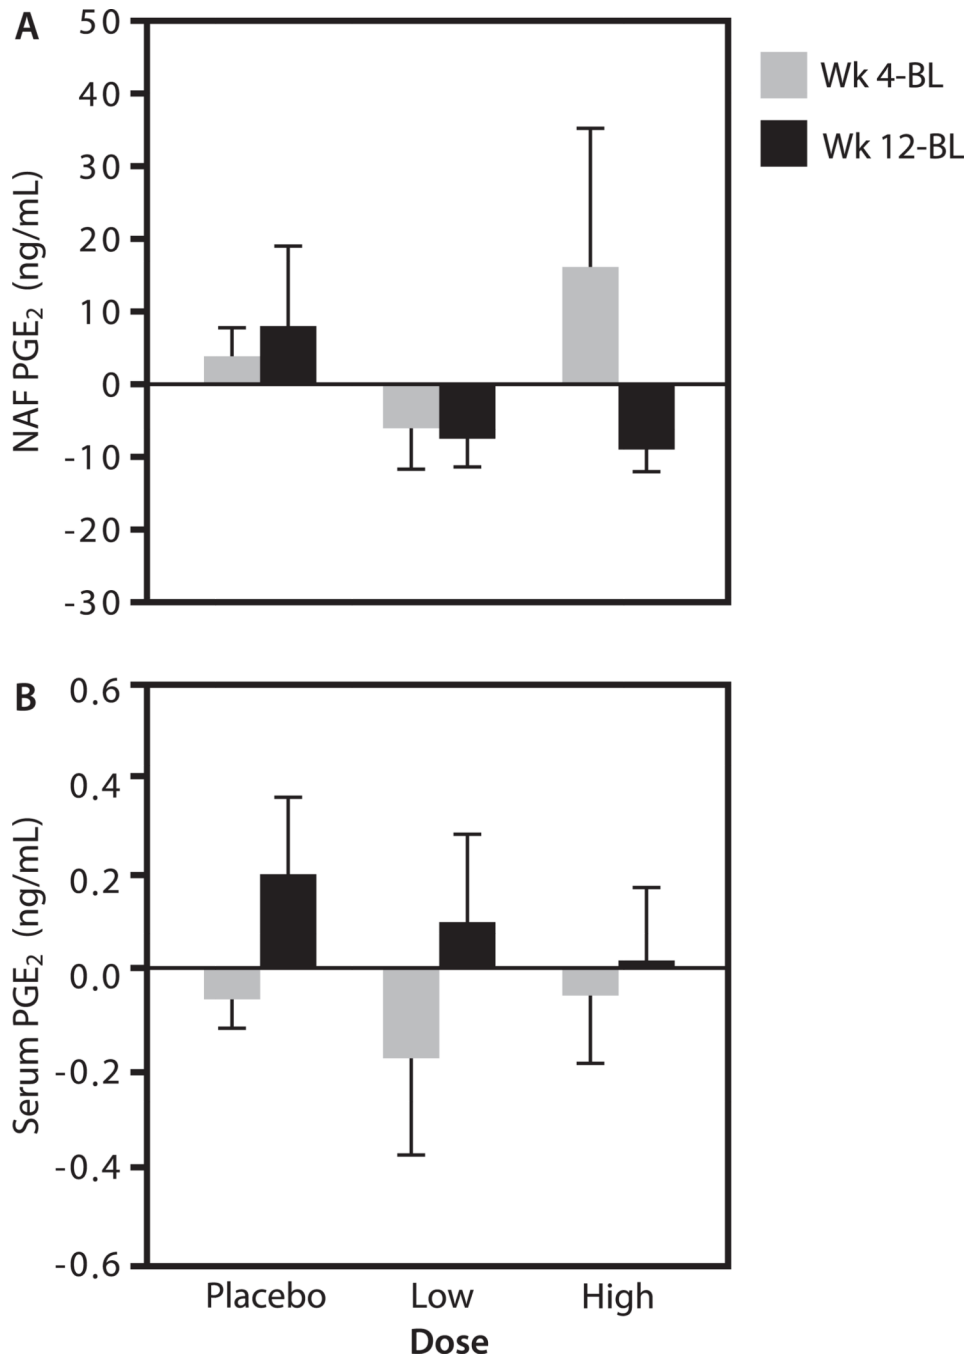 A
50
40
30
20
10
0
-10
-20
-30
NAF PGE₂ (ng/mL)
Wk 4-BL
Wk 12-BL
B
0.6
0.4
0.2
0.0
-0.2
-0.4
-0.6
Serum PGE₂ (ng/mL)
Placebo Low High
Dose